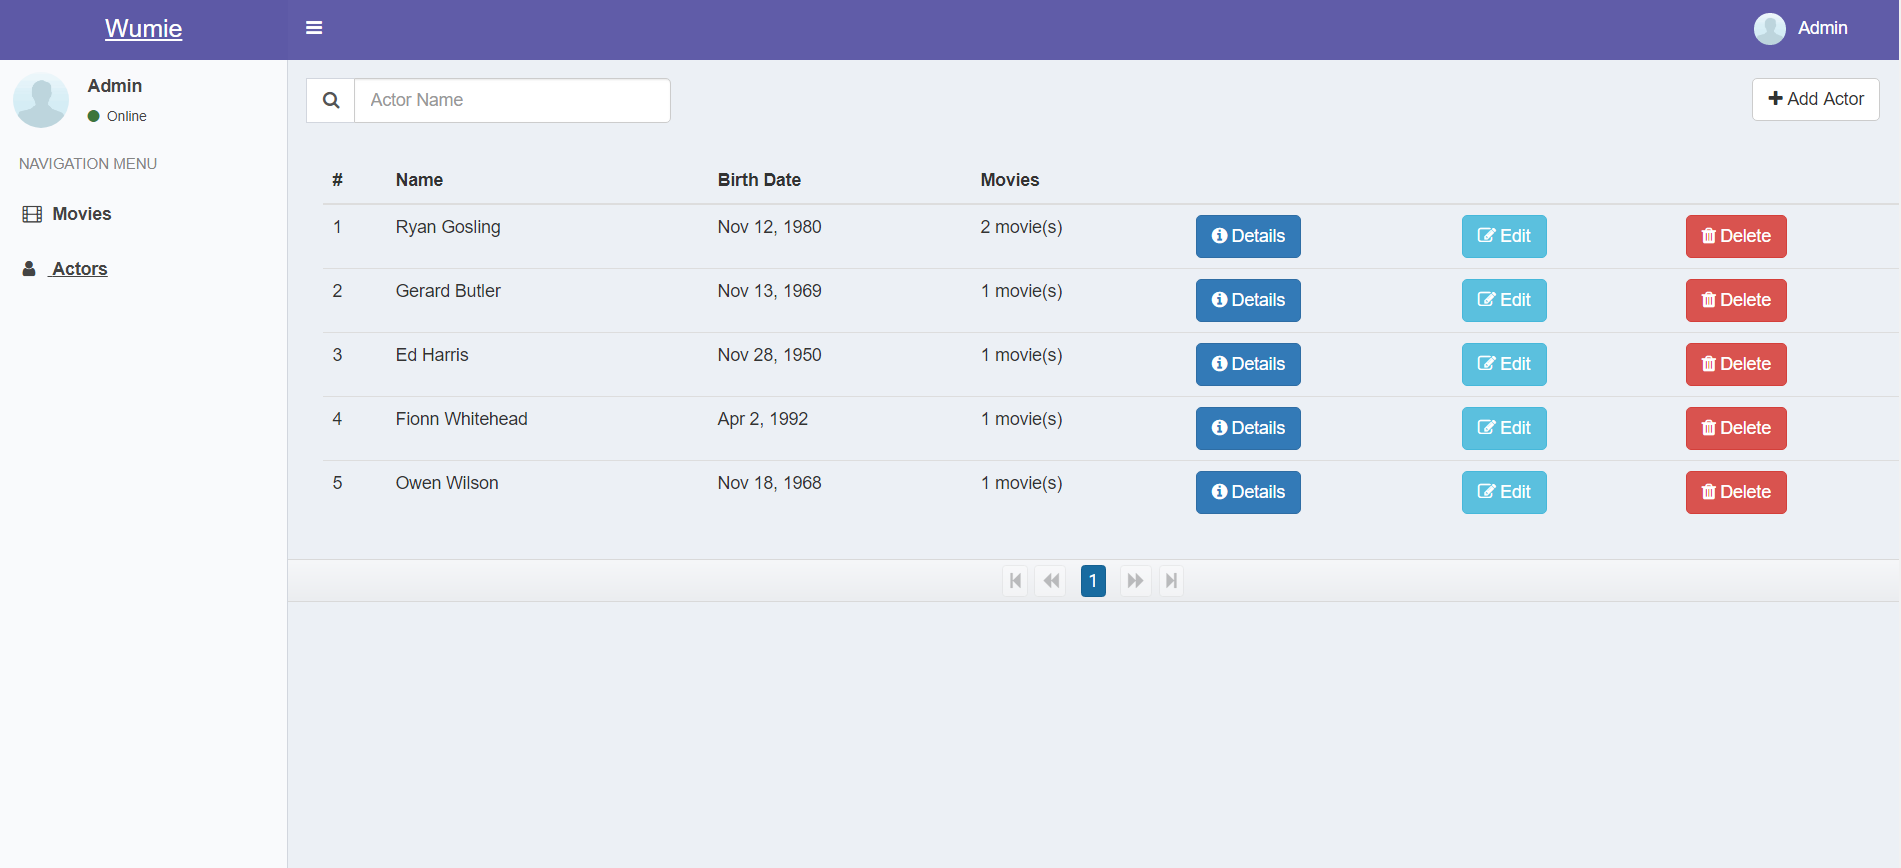 Wumie
Admin
Admin
Online
NAVIGATION MENU
Movies
Actors
Actor Name
Add Actor
# Name Birth Date Movies
1 Ryan Gosling Nov 12, 1980 2 movie(s) Details Edit Delete
2 Gerard Butler Nov 13, 1969 1 movie(s) Details Edit Delete
3 Ed Harris Nov 28, 1950 1 movie(s) Details Edit Delete
4 Fionn Whitehead Apr 2, 1992 1 movie(s) Details Edit Delete
5 Owen Wilson Nov 18, 1968 1 movie(s) Details Edit Delete
1